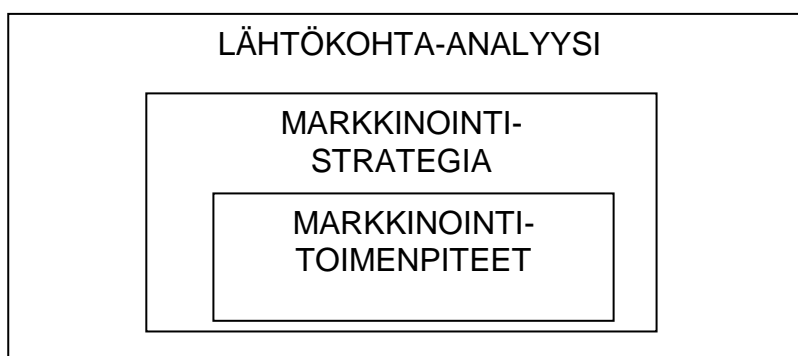 LÄHTÖKOHTA-ANALYYSI
MARKKINOINTI-
STRATEGIA
MARKKINOINTI-
TOIMENPITEET